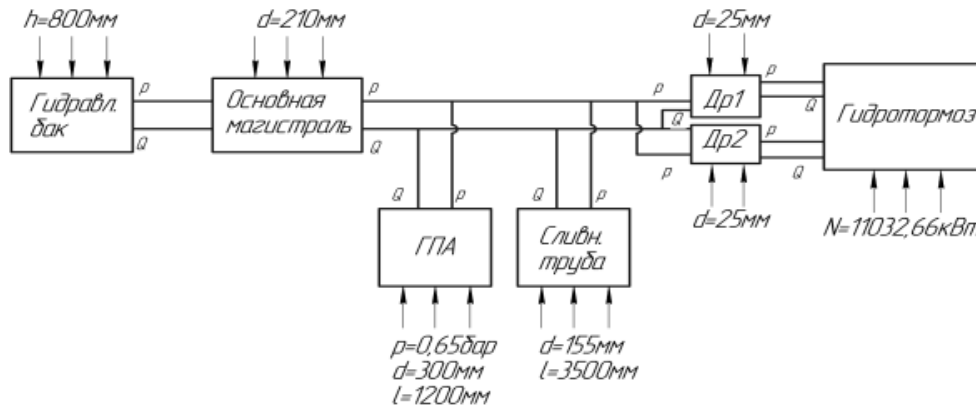 h=800мм
d=210мм
d=25мм
Гидравл.
бак
p
Q
Основная
магистраль
p
Q
p
Q
Др1
p
Q
Гидротормоз
Др2
p
p
Q
Q
p
Q
p
d=25мм
N=11032,66кВт
ГПА
Сливн.
труба
p=0,65бар
d=300мм
l=1200мм
d=155мм
l=3500мм